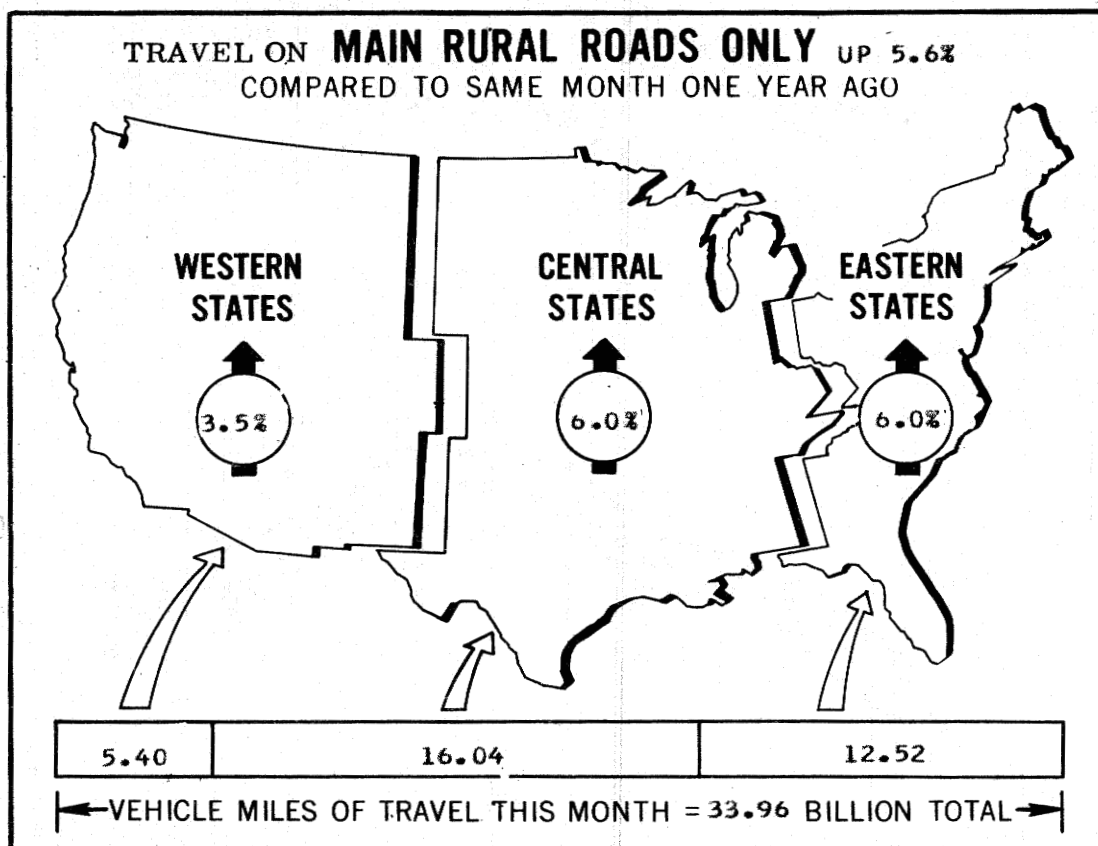 TRAVEL ON MAIN RURAL ROADS ONLY UP 5.6%
COMPARED TO SAME MONTH ONE YEAR AGO
WESTERN
STATES
3.5%
CENTRAL
STATES
6.0%
EASTERN
STATES
6.0%
5.40 16.04 12.52
VEHICLE MILES OF TRAVEL THIS MONTH = 33.96 BILLION TOTAL